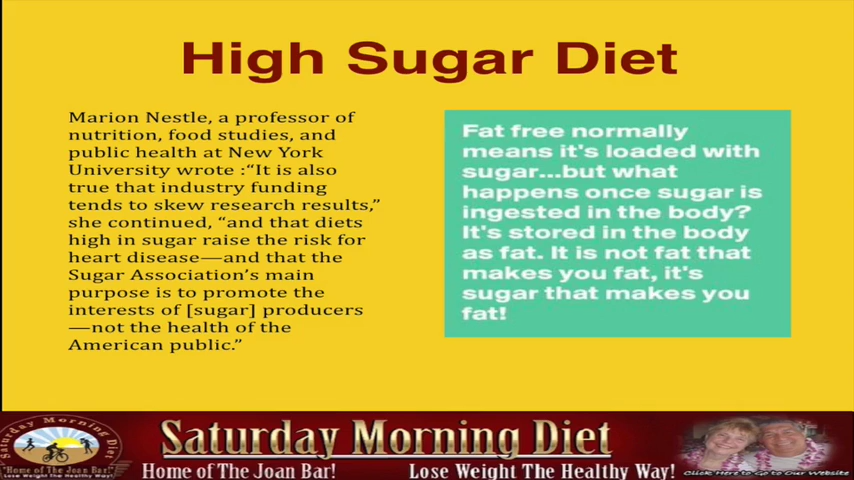 High Sugar Diet
Marion Nestle, a professor of
nutrition, food studies, and
public health at New York
University wrote :“It is also
true that industry funding
tends to skew research results,”
she continued, “and that diets
high in sugar raise the risk for
heart disease—and that the
Sugar Association’s main
purpose is to promote the
interests of [sugar] producers
—not the health of the
American public.”
Fat free normally
means it's loaded with
sugar...but what
happens once sugar is
ingested in the body?
It's stored in the body
as fat. It is not fat that
makes you fat, it's
sugar that makes you
fat!
Saturday Morning Diet
"Home of The Joan Bar!"
Lose Weight The Healthy Way!
Saturday Morning Diet
Home of The Joan Bar!
Lose Weight The Healthy Way!
Click Here to Go to Our Website